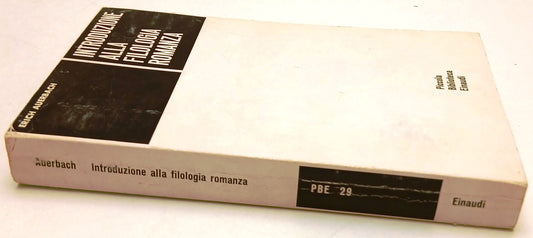 ERICH AUERBACH
INTRODUZIONE
ALLA
FILOLOGIA
ROMANZA
Piccola
Biblioteca
Einaudi
Auerbach Introduzione alla filologia romanza
PBE 29
Einaudi